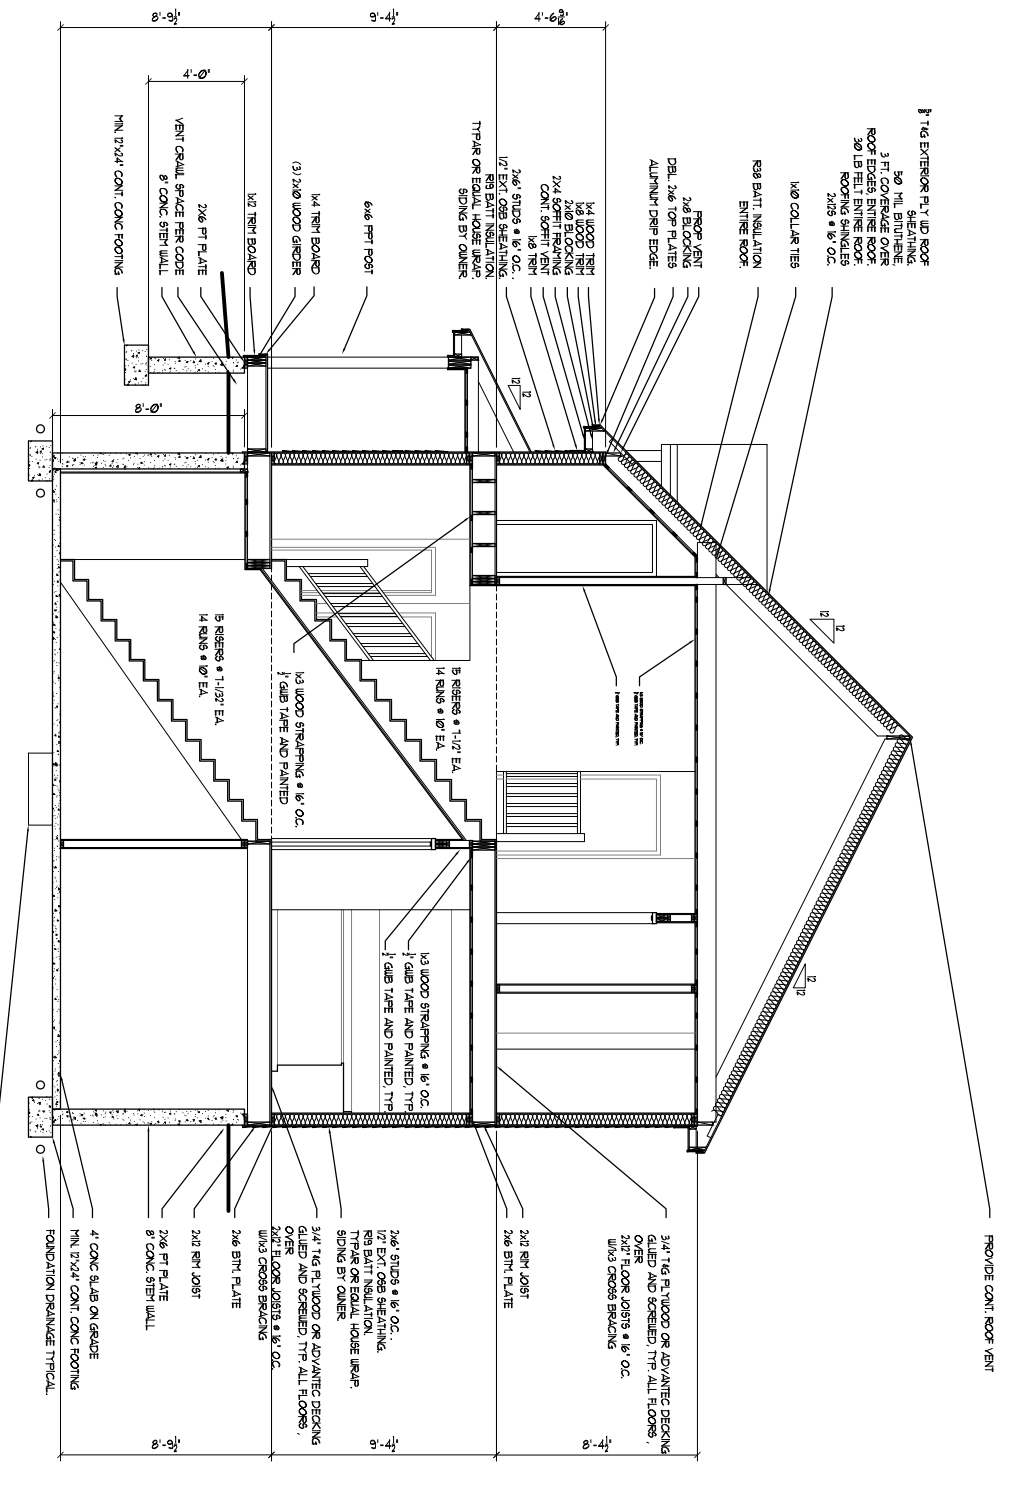 PROVIDE CONT. ROOF VENT
5/8" T&G EXTERIOR PLY WD ROOF
SHEATHING.
50 MIL BITUTHENE,
3 FT. COVERAGE OVER
ROOF EDGES, ENTIRE ROOF.
30 LB FELT ENTIRE ROOF.
ROOFING SHINGLES
2x12S @ 16" O.C.
1x10 COLLAR TIES
R38 BATT. INSULATION
ENTIRE ROOF.
PROP VENT
2x8 BLOCKING
DBL. 2x6 TOP PLATES
ALUMINUM DRIP EDGE.
1x4 WOOD TRIM
1x8 WOOD TRIM
2x10 BLOCKING
2X4 SOFFIT FRAMING
CONT. SOFFIT VENT
1x8 TRIM
2x6" STUDS @ 16" O.C. .
1/2" EXT. OSB SHEATHING.
R19 BATT INSULATION.
TYPAR OR EQUAL HOUSE WRAP.
SIDING BY OWNER.
6x6 PPT POST
1x4 TRIM BOARD
(3) 2x10 WOOD GIRDER
1x12 TRIM BOARD
2X6 PT PLATE
VENT CRAWL SPACE PER CODE
8" CONC. STEM WALL
MIN. 12"x24" CONT. CONC FOOTING
4'-6 9/16"
9'-4½"
8'-9½"
4'-0"
8'-0"
12
12
12
12
12
12
15 RISERS @ 7-1/2" EA.
14 RUNS @ 10" EA.
1x3 WOOD STRAPPING @ 16" O.C.
½" GWB TAPE AND PAINTED
15 RISERS @ 7-1/32" EA.
14 RUNS @ 10" EA.
1x3 WOOD STRAPPING @ 16" O.C.
½" GWB TAPE AND PAINTED, TYP.
½" GWB TAPE AND PAINTED, TYP.
3/4" T&G PLYWOOD OR ADVANTEC DECKING
GLUED AND SCREWED, TYP. ALL FLOORS ,
OVER
2x12" FLOOR JOISTS @ 16" O.C.
W/1x3 CROSS BRACING
2x12 RIM JOIST
2x6 BTM. PLATE
2x6" STUDS @ 16" O.C. .
1/2" EXT. OSB SHEATHING.
R19 BATT INSULATION.
TYPAR OR EQUAL HOUSE WRAP.
SIDING BY OWNER.
3/4" T&G PLYWOOD OR ADVANTEC DECKING
GLUED AND SCREWED, TYP. ALL FLOORS ,
OVER
2x12" FLOOR JOISTS @ 16" O.C.
W/1x3 CROSS BRACING
2x6 BTM. PLATE
2x12 RIM JOIST
2X6 PT PLATE
8" CONC. STEM WALL
4" CONC SLAB ON GRADE
MIN. 12"x24" CONT. CONC FOOTING
FOUNDATION DRAINAGE TYPICAL.
8'-4½"
9'-4½"
8'-9½"